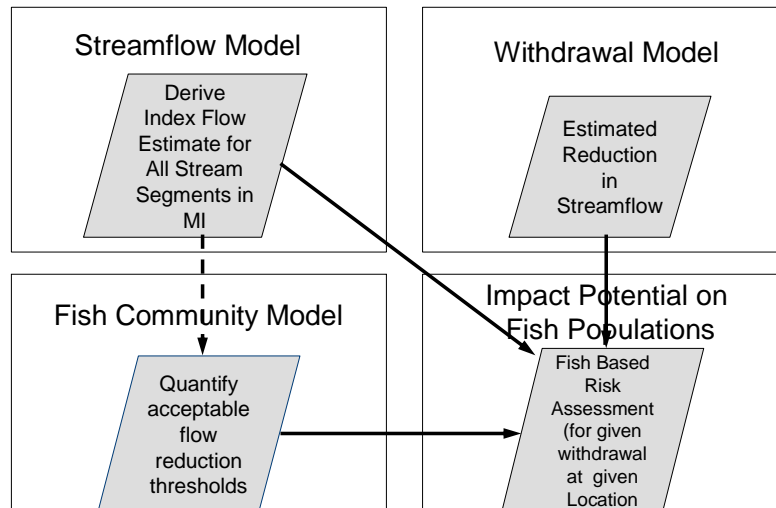 Streamflow Model
Derive
Index Flow
Estimate for
All Stream
Segments in
MI
Withdrawal Model
Estimated
Reduction
in
Streamflow
Fish Community Model
Quantify
acceptable
flow
reduction
thresholds
Impact Potential on
Fish Populations
Fish Based
Risk
Assessment
(for given
withdrawal
at given
Location